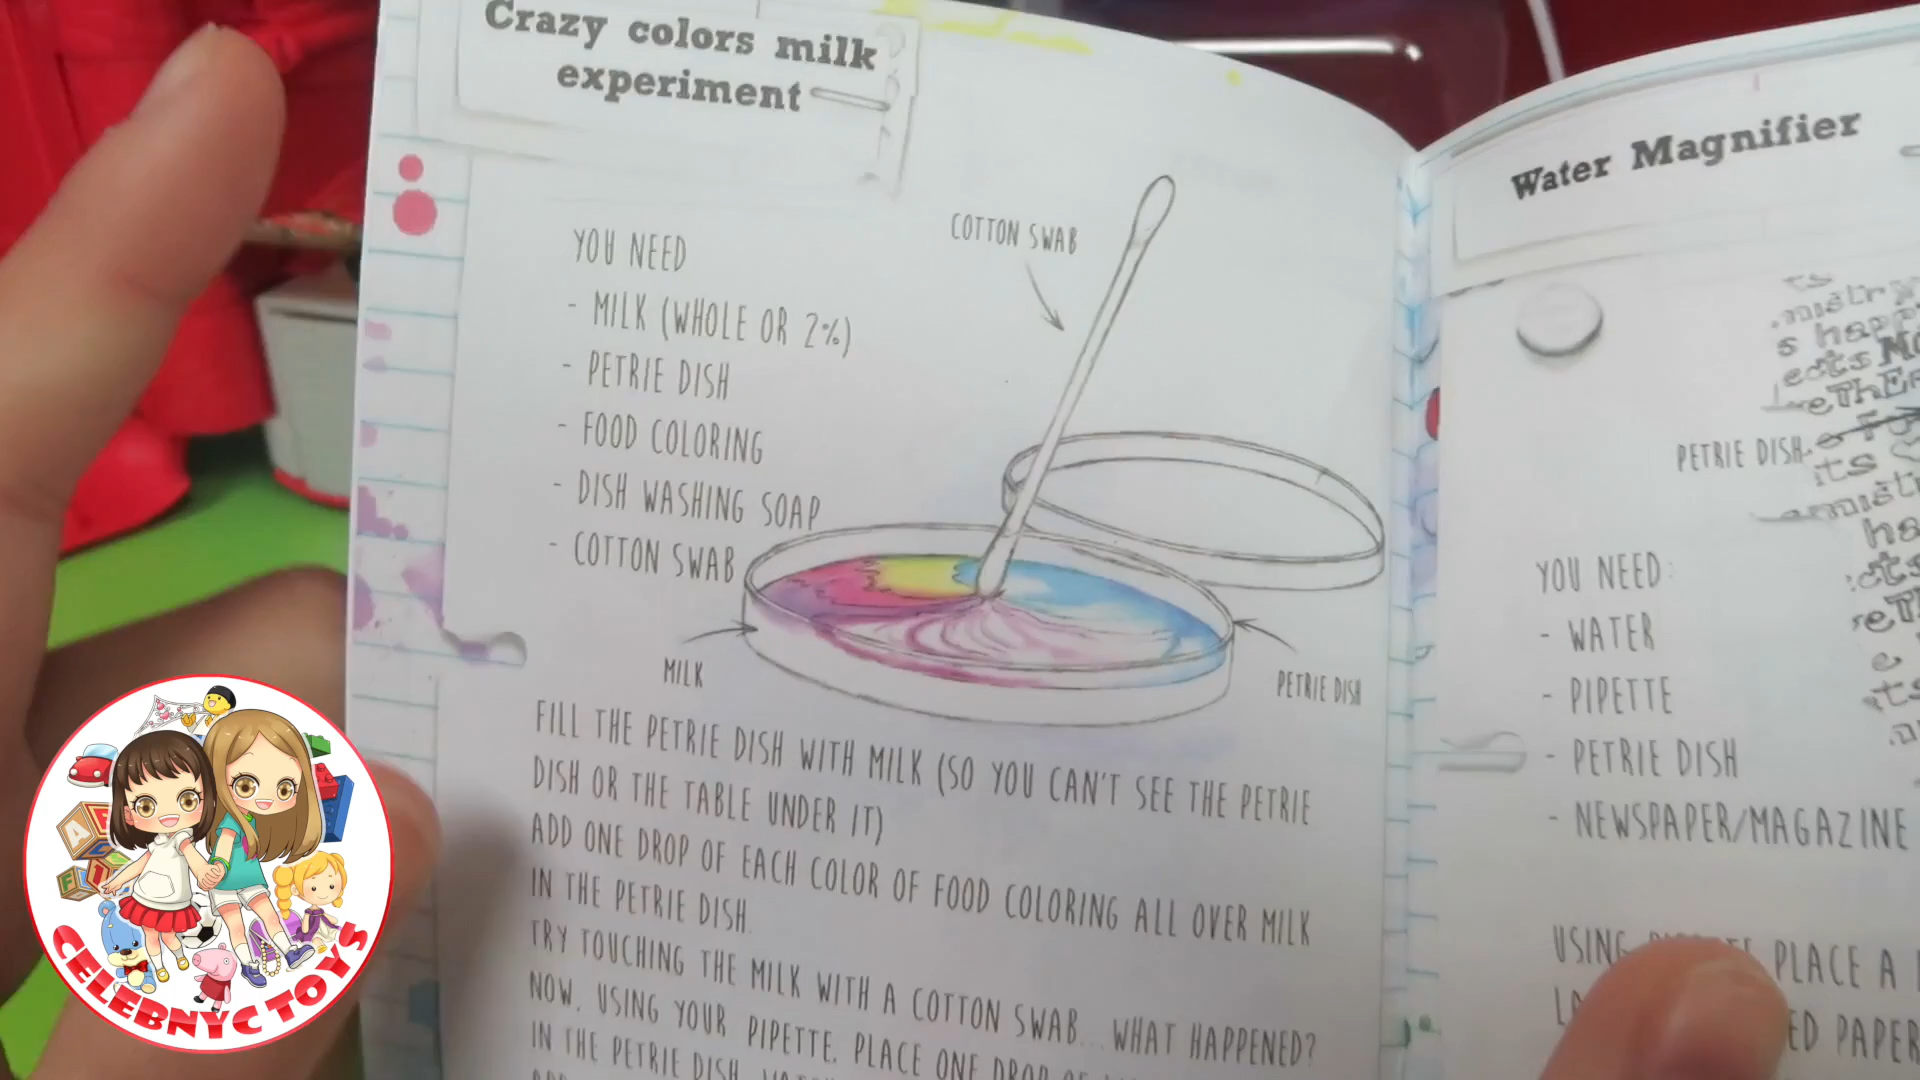 Crazy colors milk
experiment
YOU NEED
- MILK (WHOLE OR 2%)
- PETRIE DISH
- FOOD COLORING
- DISH WASHING SOAP
- COTTON SWAB
COTTON SWAB
MILK
PETRIE DISH
FILL THE PETRIE DISH WITH MILK (SO YOU CAN'T SEE THE PETRIE
DISH OR THE TABLE UNDER IT)
ADD ONE DROP OF EACH COLOR OF FOOD COLORING ALL OVER MILK
IN THE PETRIE DISH.
TRY TOUCHING THE MILK WITH A COTTON SWAB... WHAT HAPPENED?
NOW, USING YOUR PIPETTE, PLACE ONE DROP OF
IN THE PETRIE DISH.
Water Magnifier
PETRIE DISH
YOU NEED:
- WATER
- PIPETTE
- PETRIE DISH
- NEWSPAPER/MAGAZINE
USING PLACE A
PAPER
CELEBNYC TOYS